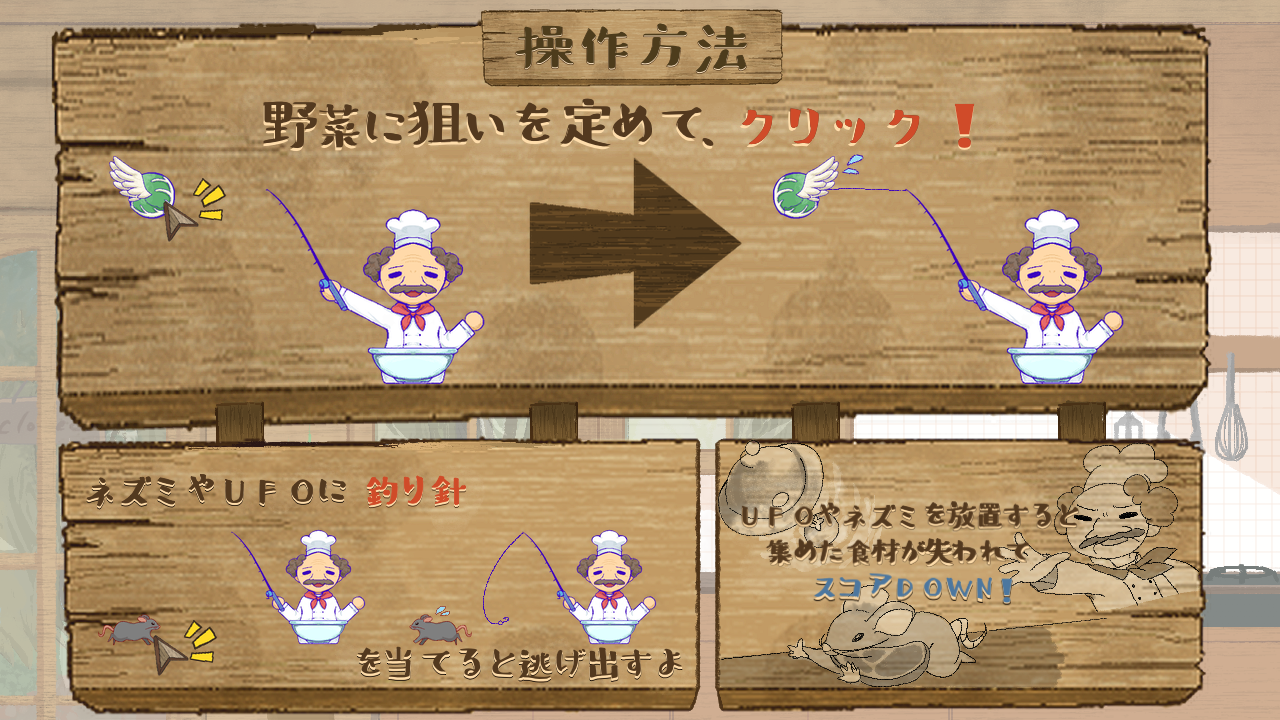 操作方法
野菜に狙いを定めて、クリック！
ネズミやUFOに 釣り針
を当てると逃げ出すよ
UFOやネズミを放置すると
集めた食材が失われて
スコアDOWN！